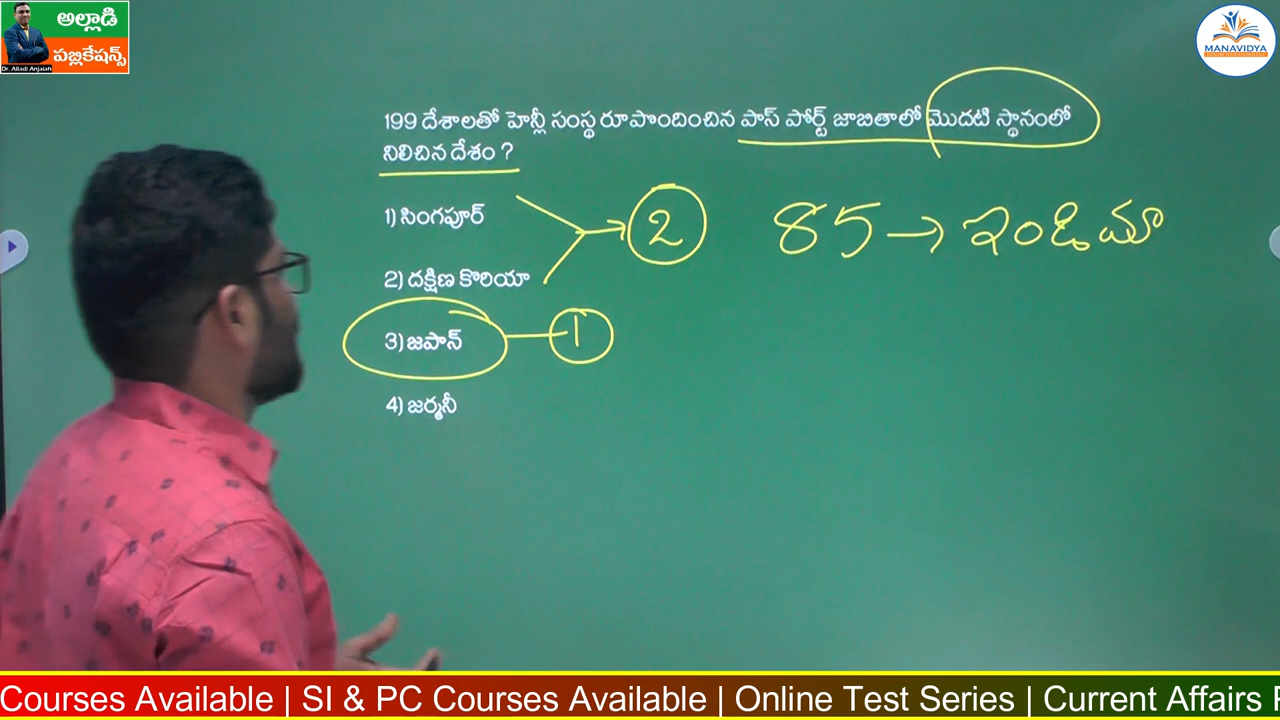 అల్లాడి
పబ్లికేషన్స్
Dr. Alladi Anjaiah
MANAVIDYA
199 దేశాలతో హెన్లీ సంస్థ రూపొందించిన పాస్ పోర్ట్ జాబితాలో మొదటి స్థానంలో
నిలిచిన దేశం ?
1) సింగపూర్
2 85 → ఇండియా
2) దక్షిణ కొరియా
3) జపాన్ 1
4) జర్మనీ
Courses Available | SI & PC Courses Available | Online Test Series | Current Affairs